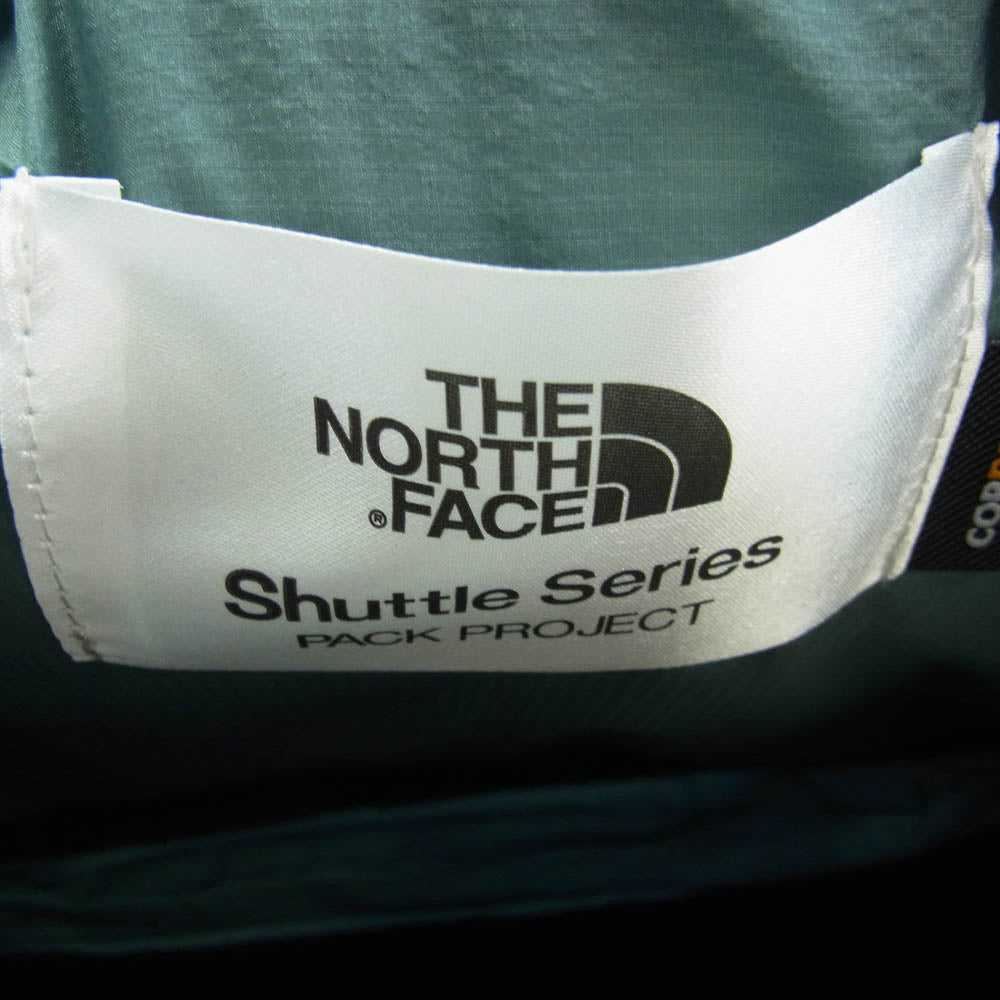 THE
NORTH
®FACE
Shuttle Series
PACK PROJECT